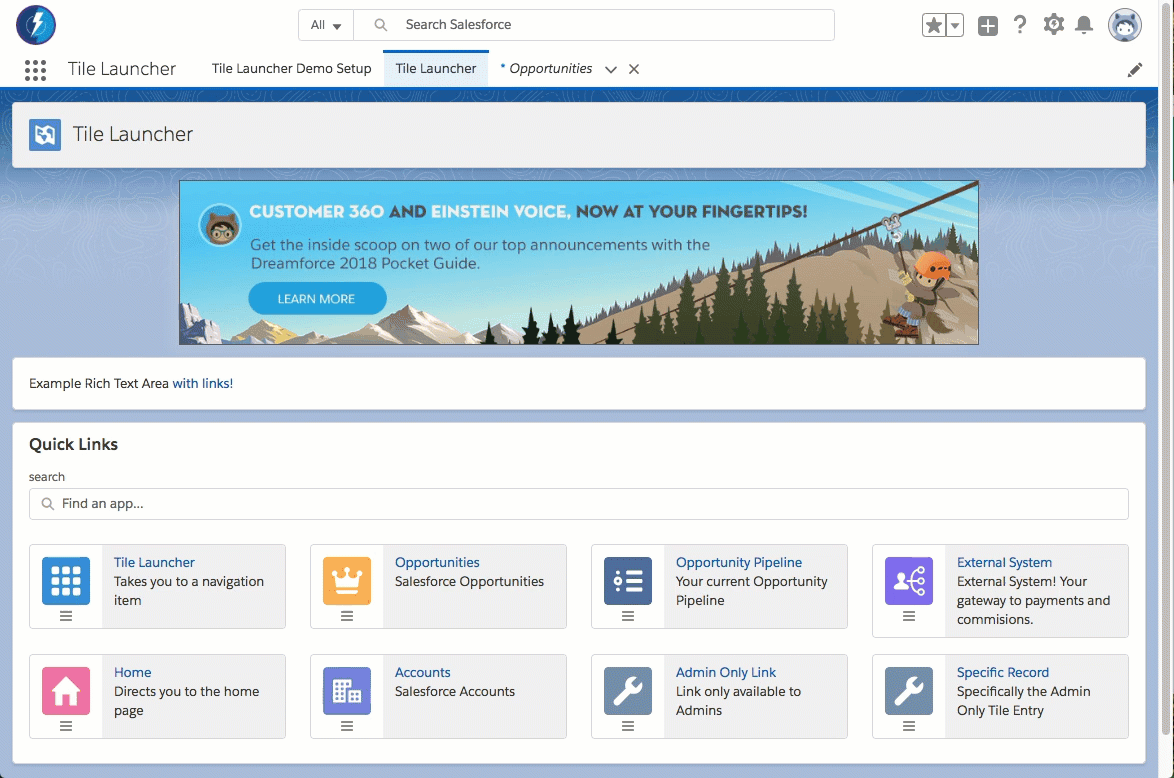 All
Search Salesforce
Tile Launcher
Tile Launcher Demo Setup
Tile Launcher
* Opportunities
Tile Launcher
CUSTOMER 360 AND EINSTEIN VOICE, NOW AT YOUR FINGERTIPS!
Get the inside scoop on two of our top announcements with the
Dreamforce 2018 Pocket Guide.
LEARN MORE
Example Rich Text Area with links!
Quick Links
search
Find an app...
Tile Launcher
Takes you to a navigation
item
Opportunities
Salesforce Opportunities
Opportunity Pipeline
Your current Opportunity
Pipeline
External System
External System! Your
gateway to payments and
commisions.
Home
Directs you to the home
page
Accounts
Salesforce Accounts
Admin Only Link
Link only available to
Admins
Specific Record
Specifically the Admin
Only Tile Entry